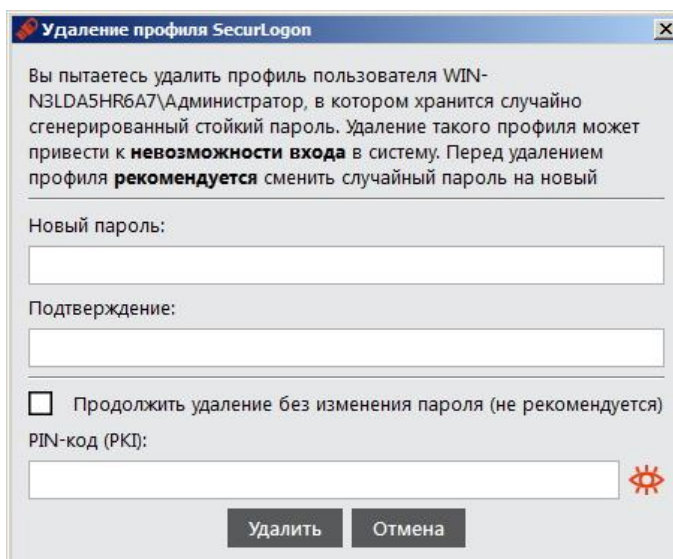 Удаление профиля SecurLogon
Вы пытаетесь удалить профиль пользователя WIN-
N3LDA5HR6A7\Администратор, в котором хранится случайно
сгенерированный стойкий пароль. Удаление такого профиля может
привести к невозможности входа в систему. Перед удалением
профиля рекомендуется сменить случайный пароль на новый
Новый пароль:
Подтверждение:
Продолжить удаление без изменения пароля (не рекомендуется)
PIN-код (PKI):
Удалить Отмена